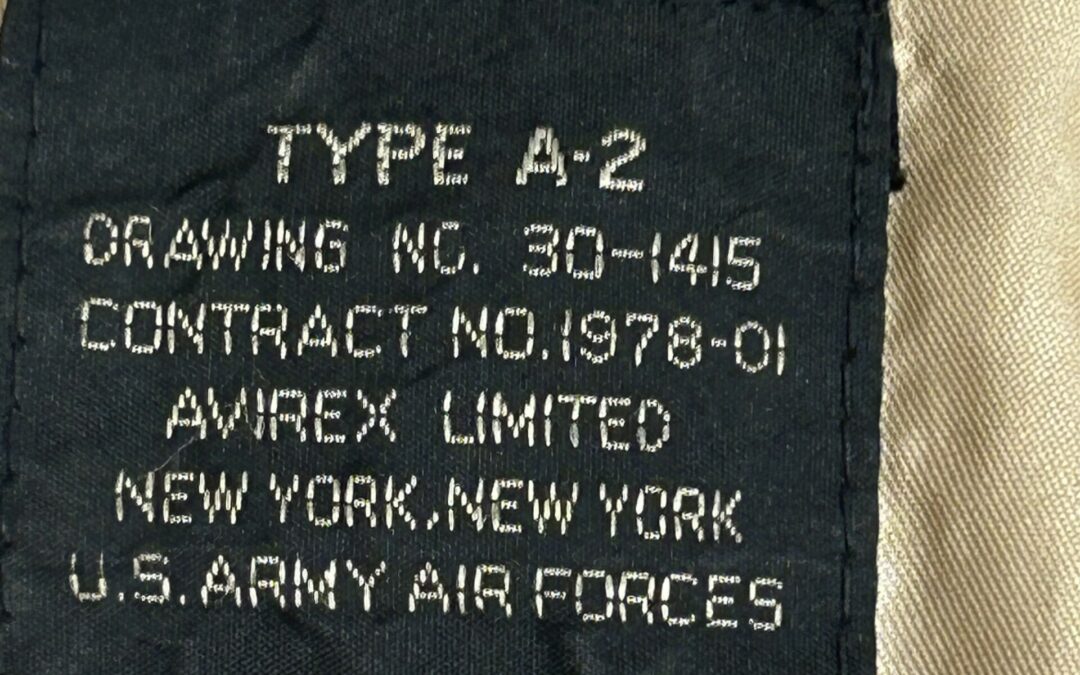 TYPE A-2
DRAWING NO. 30-1415
CONTRACT NO.1978-01
AVIREX LIMITED
NEW YORK,NEW YORK
U.S. ARMY AIR FORCES